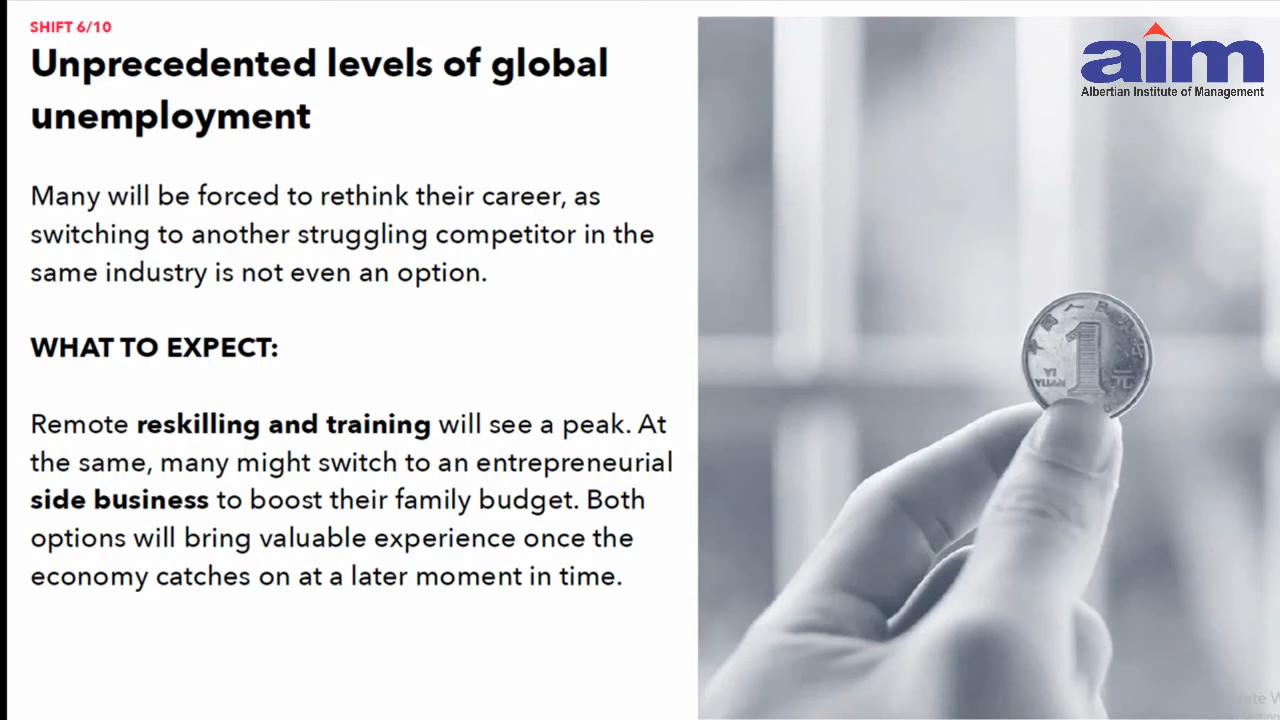 SHIFT 6/10
Unprecedented levels of global
unemployment
Many will be forced to rethink their career, as
switching to another struggling competitor in the
same industry is not even an option.
WHAT TO EXPECT:
Remote reskilling and training will see a peak. At
the same, many might switch to an entrepreneurial
side business to boost their family budget. Both
options will bring valuable experience once the
economy catches on at a later moment in time.
aim
Albertian Institute of Management
1
YI
YUAN